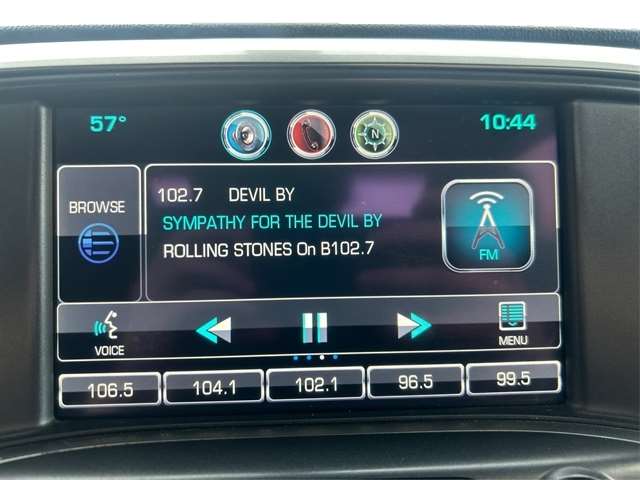 57° 10:44
N
102.7 DEVIL BY
BROWSE
SYMPATHY FOR THE DEVIL BY
ROLLING STONES On B102.7
FM
VOICE
MENU
106.5 104.1 102.1 96.5 99.5